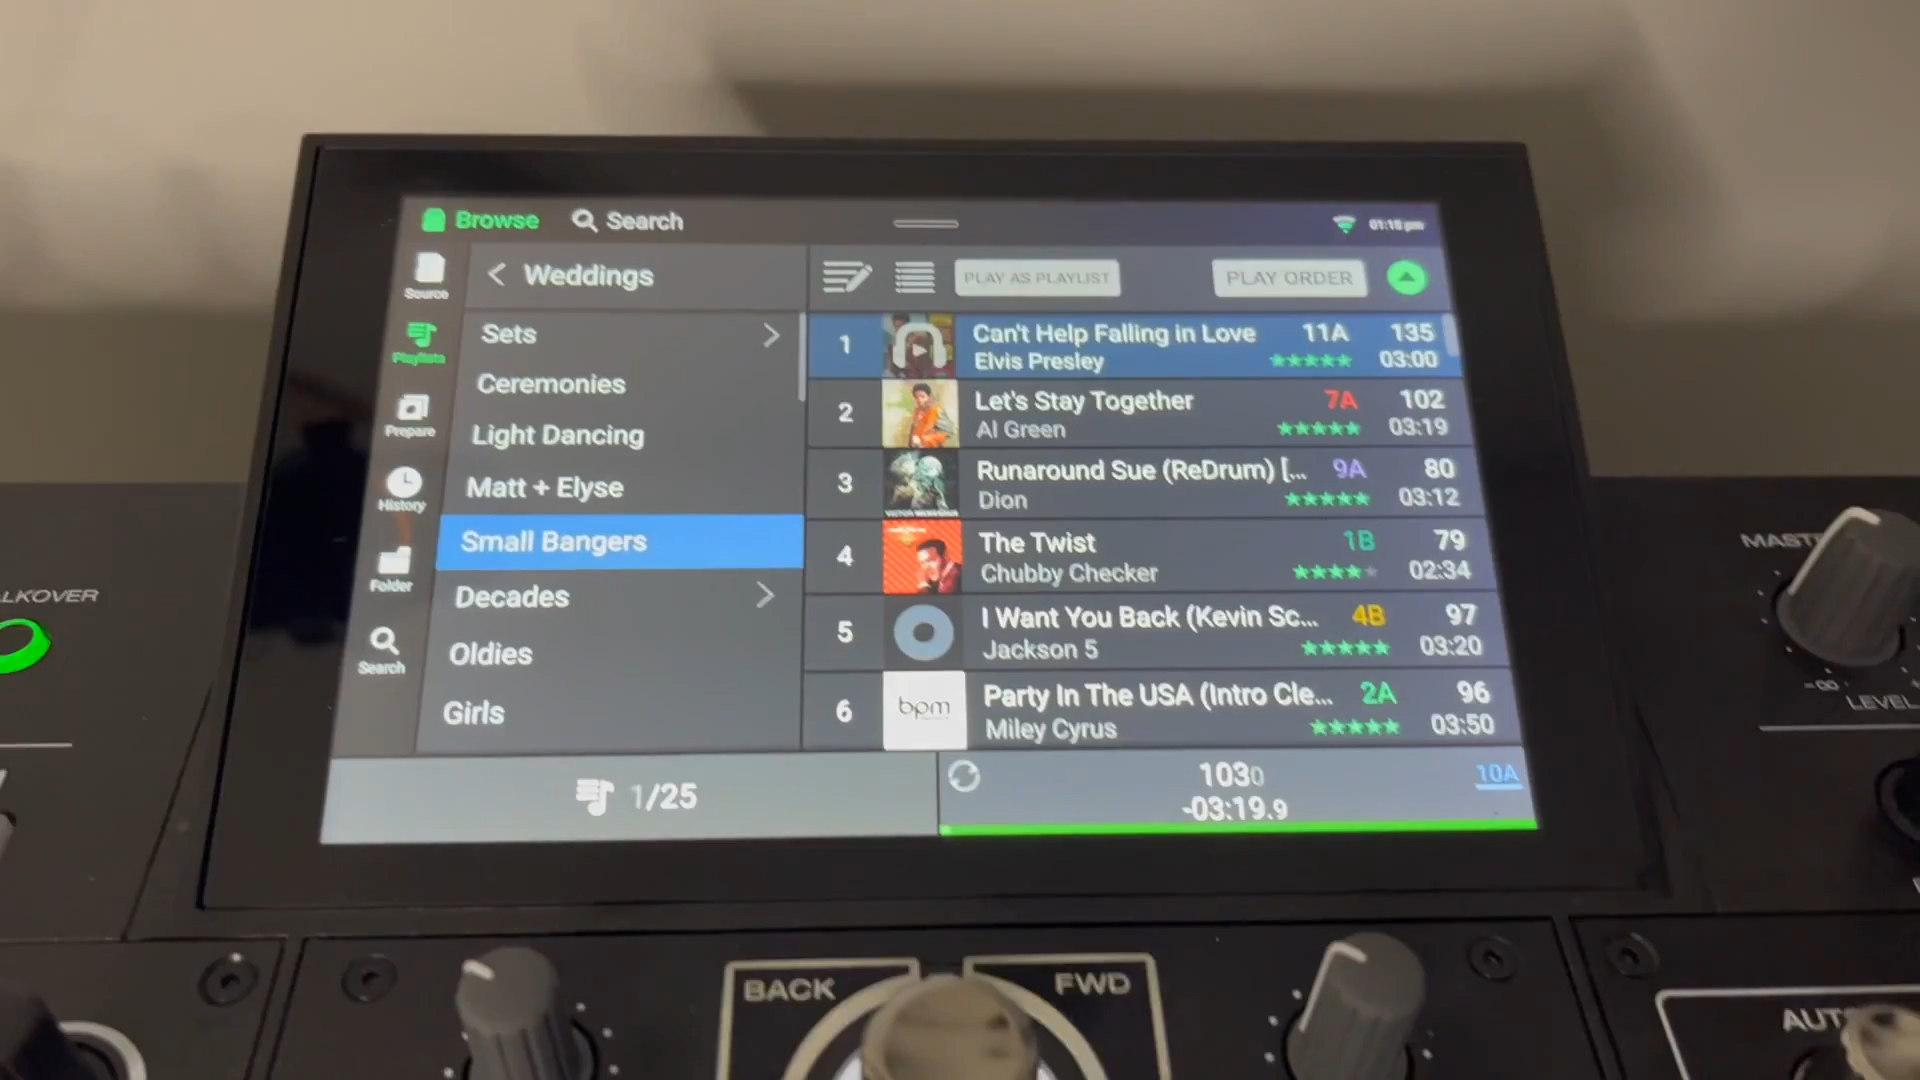 Browse
Search
01:18 pm
Source
Playlists
Prepare
History
Folder
Search
Weddings
Sets
Ceremonies
Light Dancing
Matt + Elyse
Small Bangers
Decades
Oldies
Girls
PLAY AS PLAYLIST
PLAY ORDER
1 Can't Help Falling in Love 11A 135
Elvis Presley 03:00
2 Let's Stay Together 7A 102
Al Green 03:19
3 Runaround Sue (ReDrum) [... 9A 80
Dion 03:12
4 The Twist 1B 79
Chubby Checker 02:34
5 I Want You Back (Kevin Sc... 4B 97
Jackson 5 03:20
6 bpm Party In The USA (Intro Cle... 2A 96
Miley Cyrus 03:50
1/25
1030
10A
-03:19.9
LKOVER
MASTE
-∞
LEVEL
BACK
FWD
AUT